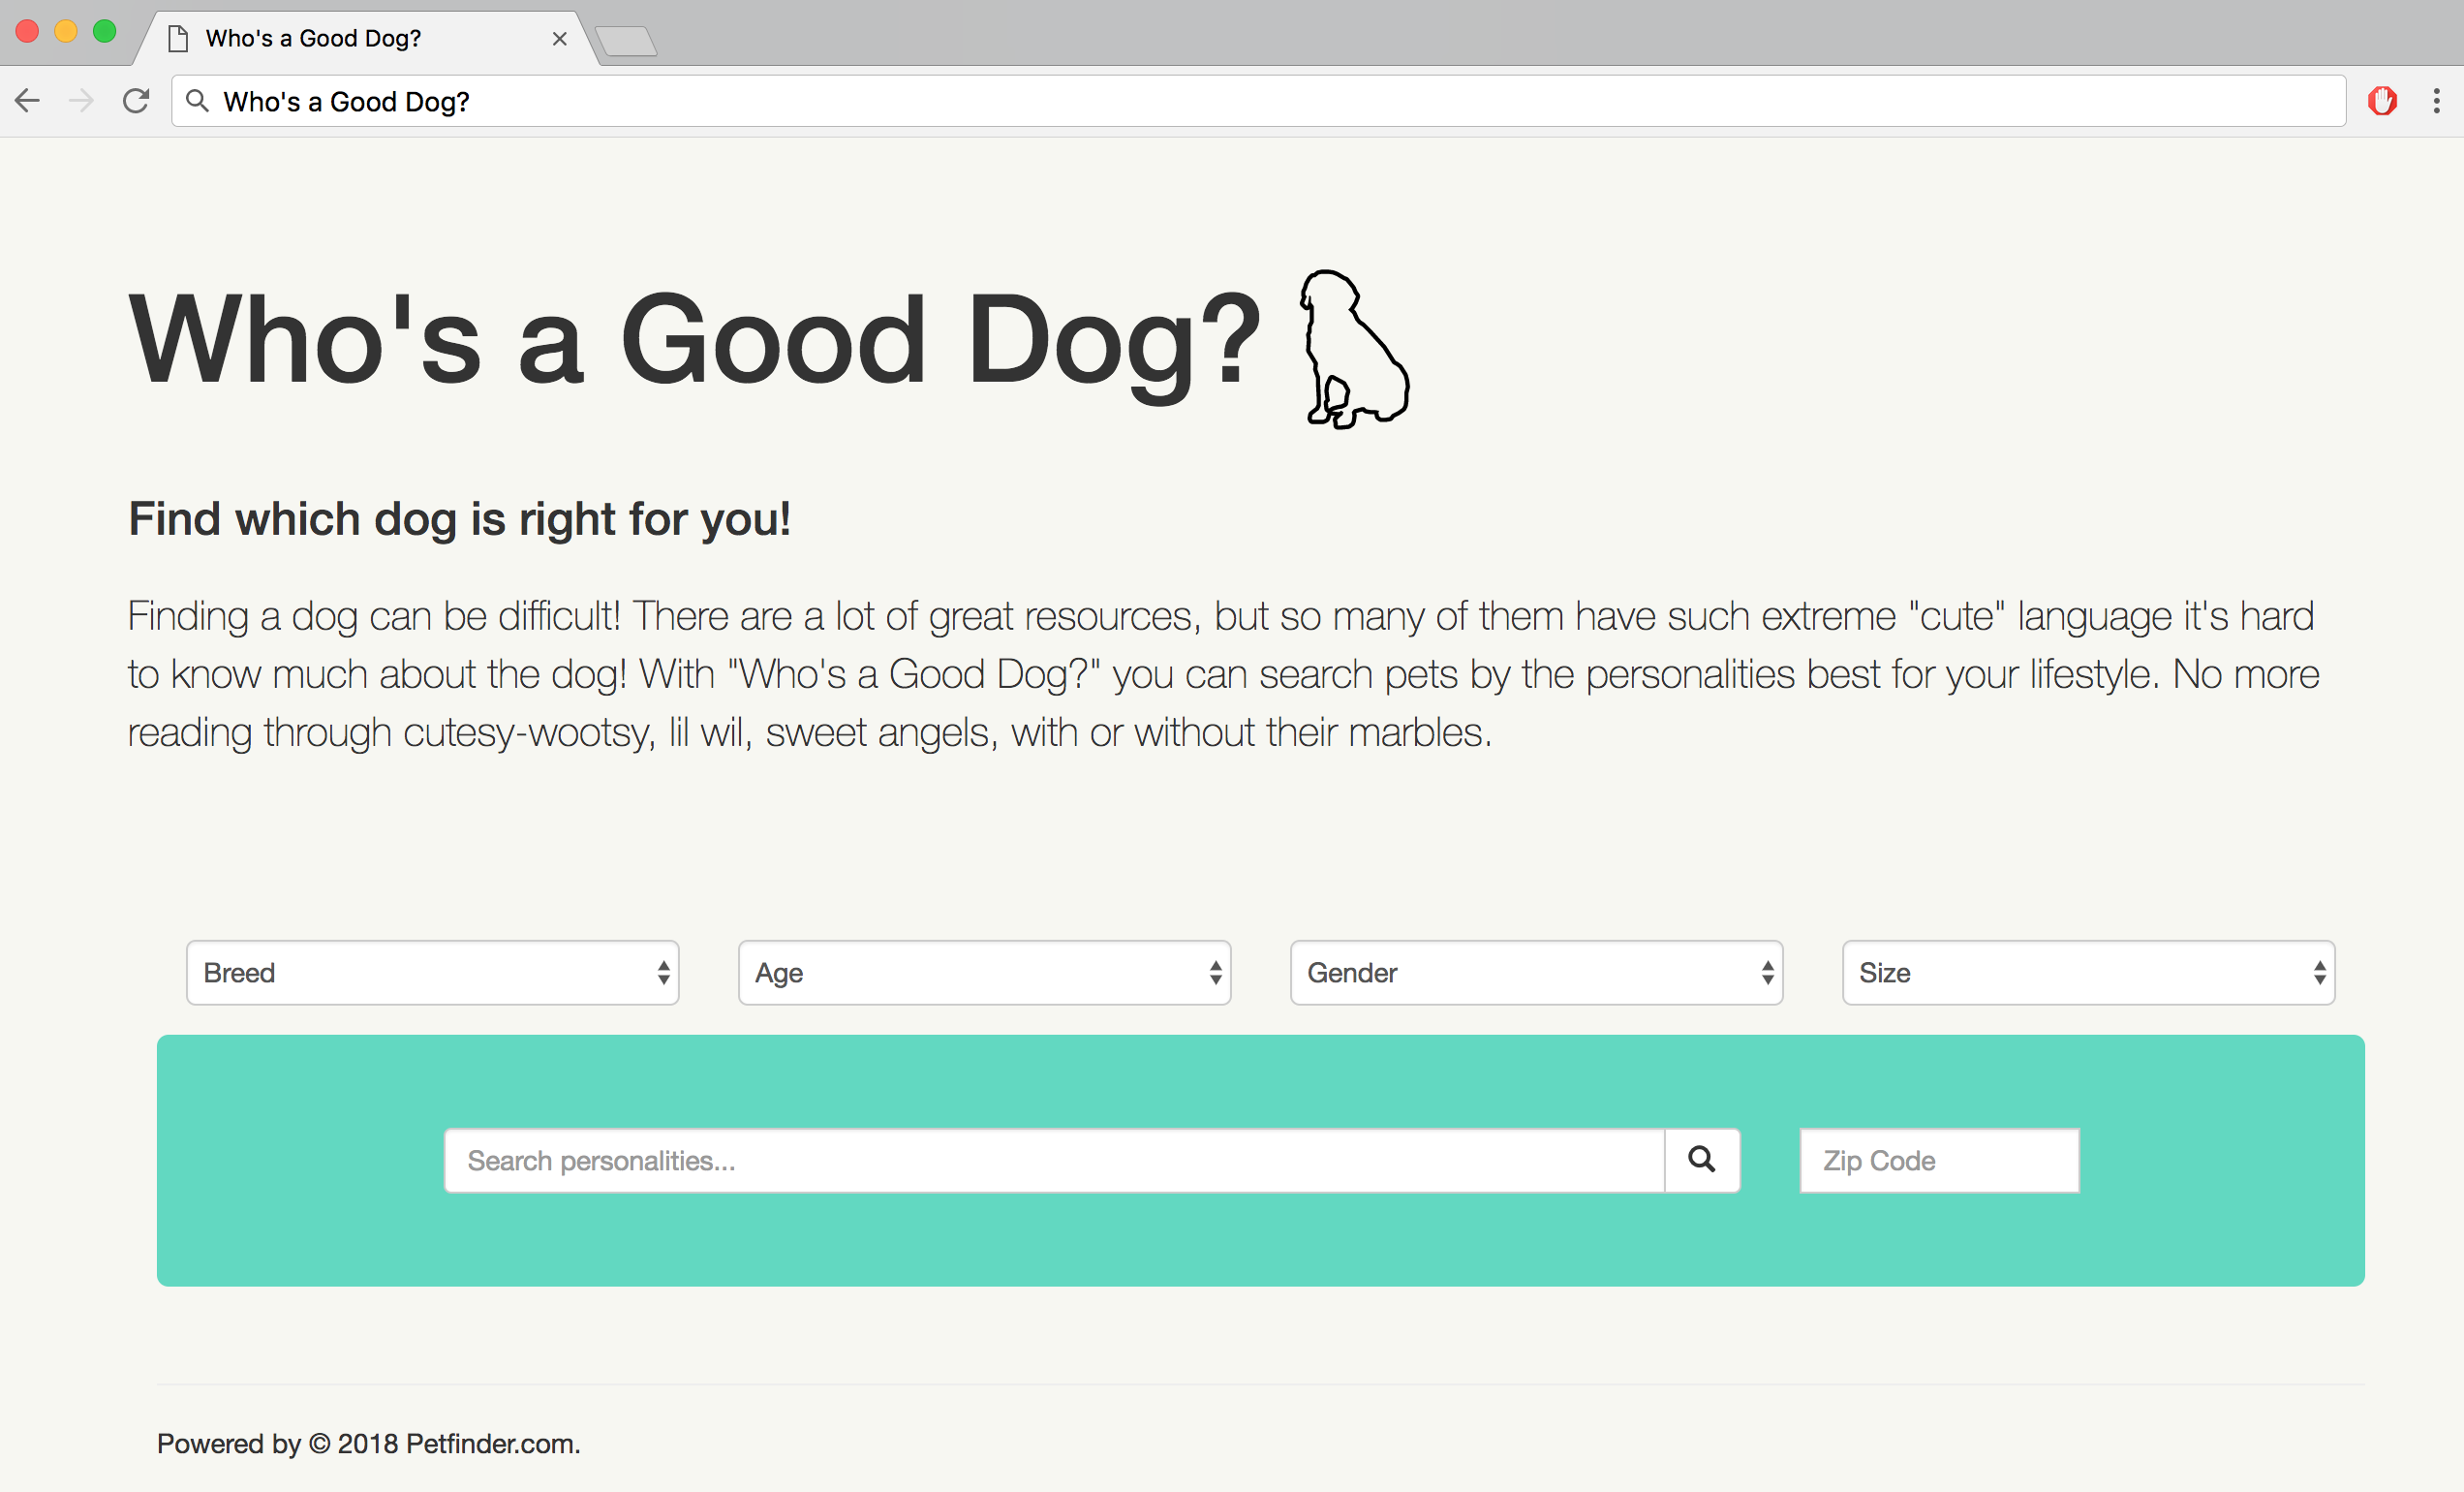 Who's a Good Dog?
Who's a Good Dog?
Who's a Good Dog?
Find which dog is right for you!
Finding a dog can be difficult! There are a lot of great resources, but so many of them have such extreme "cute" language it's hard
to know much about the dog! With "Who's a Good Dog?" you can search pets by the personalities best for your lifestyle. No more
reading through cutesy-wootsy, lil wil, sweet angels, with or without their marbles.
Breed Age Gender Size
Search personalities... Zip Code
Powered by © 2018 Petfinder.com.